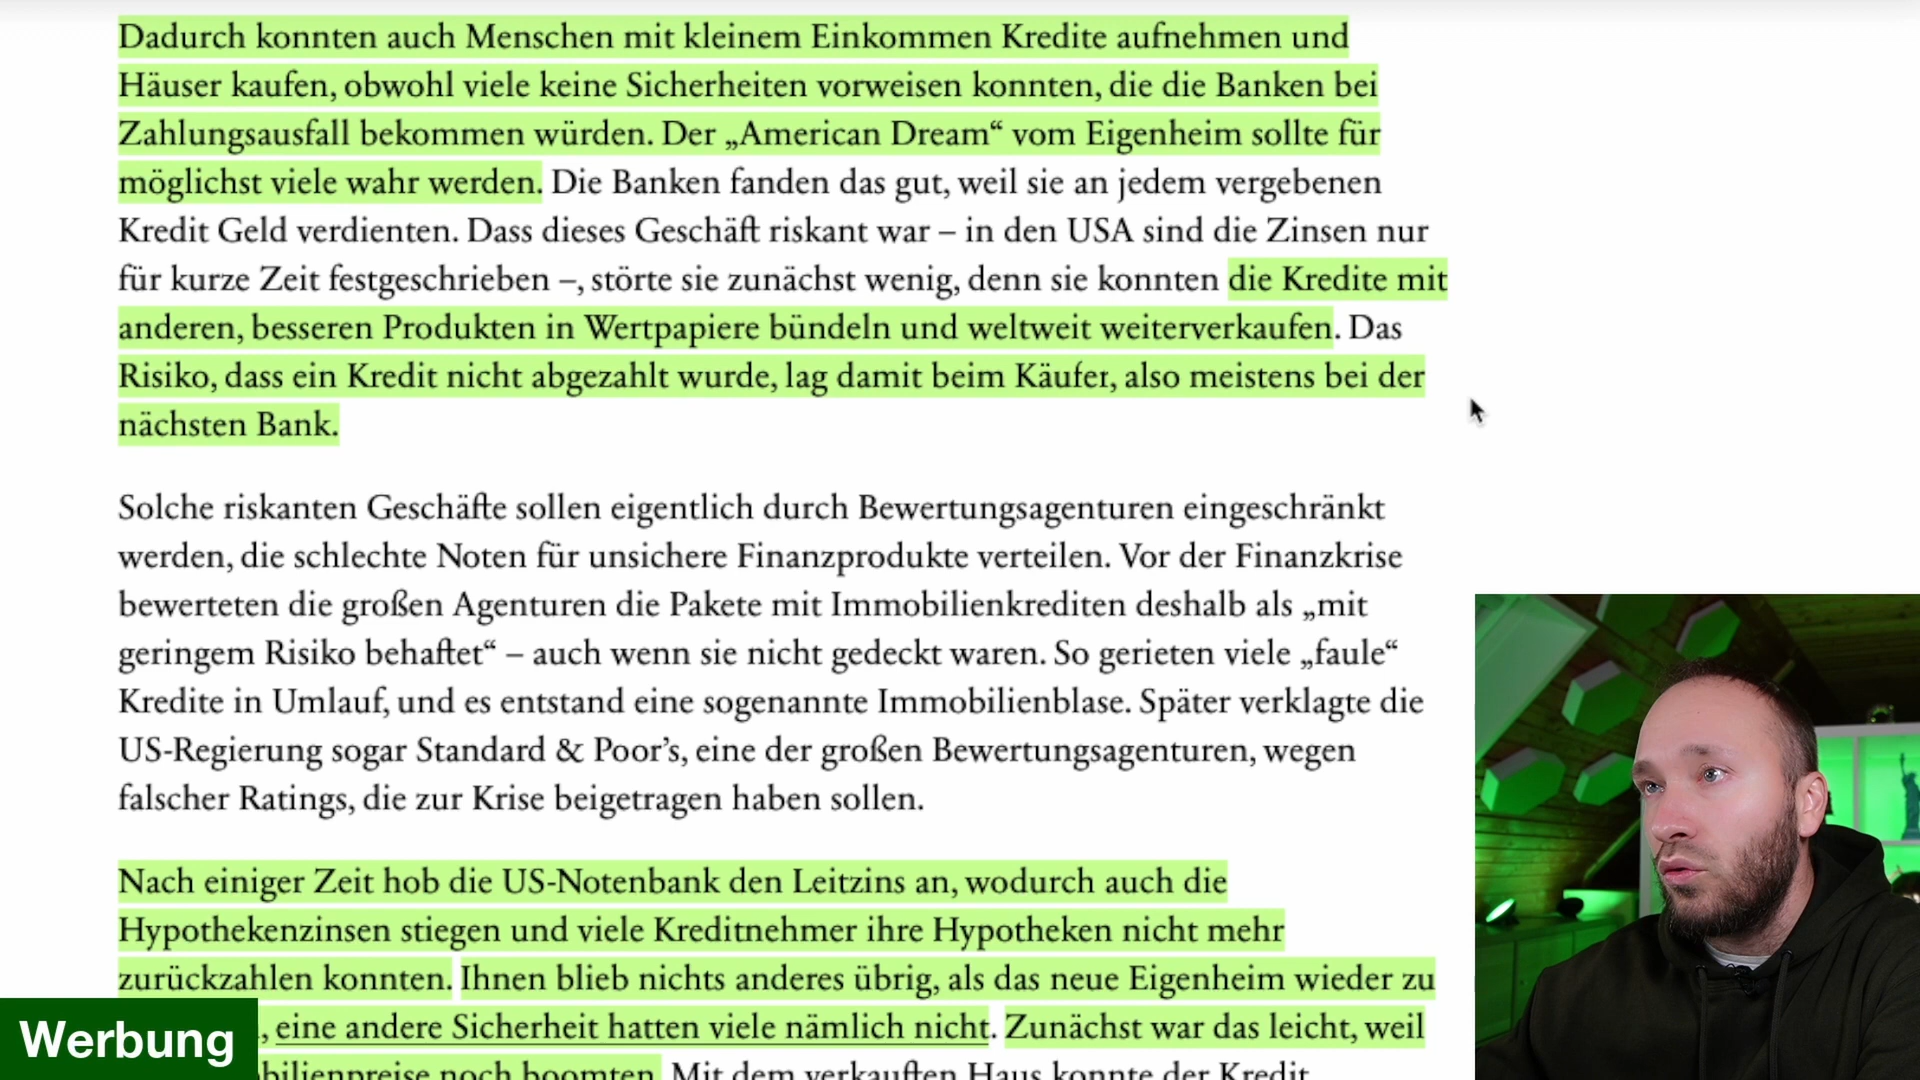 Dadurch konnten auch Menschen mit kleinem Einkommen Kredite aufnehmen und
Häuser kaufen, obwohl viele keine Sicherheiten vorweisen konnten, die die Banken bei
Zahlungsausfall bekommen würden. Der „American Dream“ vom Eigenheim sollte für
möglichst viele wahr werden. Die Banken fanden das gut, weil sie an jedem vergebenen
Kredit Geld verdienten. Dass dieses Geschäft riskant war – in den USA sind die Zinsen nur
für kurze Zeit festgeschrieben –, störte sie zunächst wenig, denn sie konnten die Kredite mit
anderen, besseren Produkten in Wertpapiere bündeln und weltweit weiterverkaufen. Das
Risiko, dass ein Kredit nicht abgezahlt wurde, lag damit beim Käufer, also meistens bei der
nächsten Bank.
Solche riskanten Geschäfte sollen eigentlich durch Bewertungsagenturen eingeschränkt
werden, die schlechte Noten für unsichere Finanzprodukte verteilen. Vor der Finanzkrise
bewerteten die großen Agenturen die Pakete mit Immobilienkrediten deshalb als „mit
geringem Risiko behaftet“ – auch wenn sie nicht gedeckt waren. So gerieten viele „faule“
Kredite in Umlauf, und es entstand eine sogenannte Immobilienblase. Später verklagte die
US-Regierung sogar Standard & Poor’s, eine der großen Bewertungsagenturen, wegen
falscher Ratings, die zur Krise beigetragen haben sollen.
Nach einiger Zeit hob die US-Notenbank den Leitzins an, wodurch auch die
Hypothekenzinsen stiegen und viele Kreditnehmer ihre Hypotheken nicht mehr
zurückzahlen konnten. Ihnen blieb nichts anderes übrig, als das neue Eigenheim wieder zu
, eine andere Sicherheit hatten viele nämlich nicht. Zunächst war das leicht, weil
bilienpreise noch boomten. Mit dem verkauften Haus konnte der Kredit
Werbung